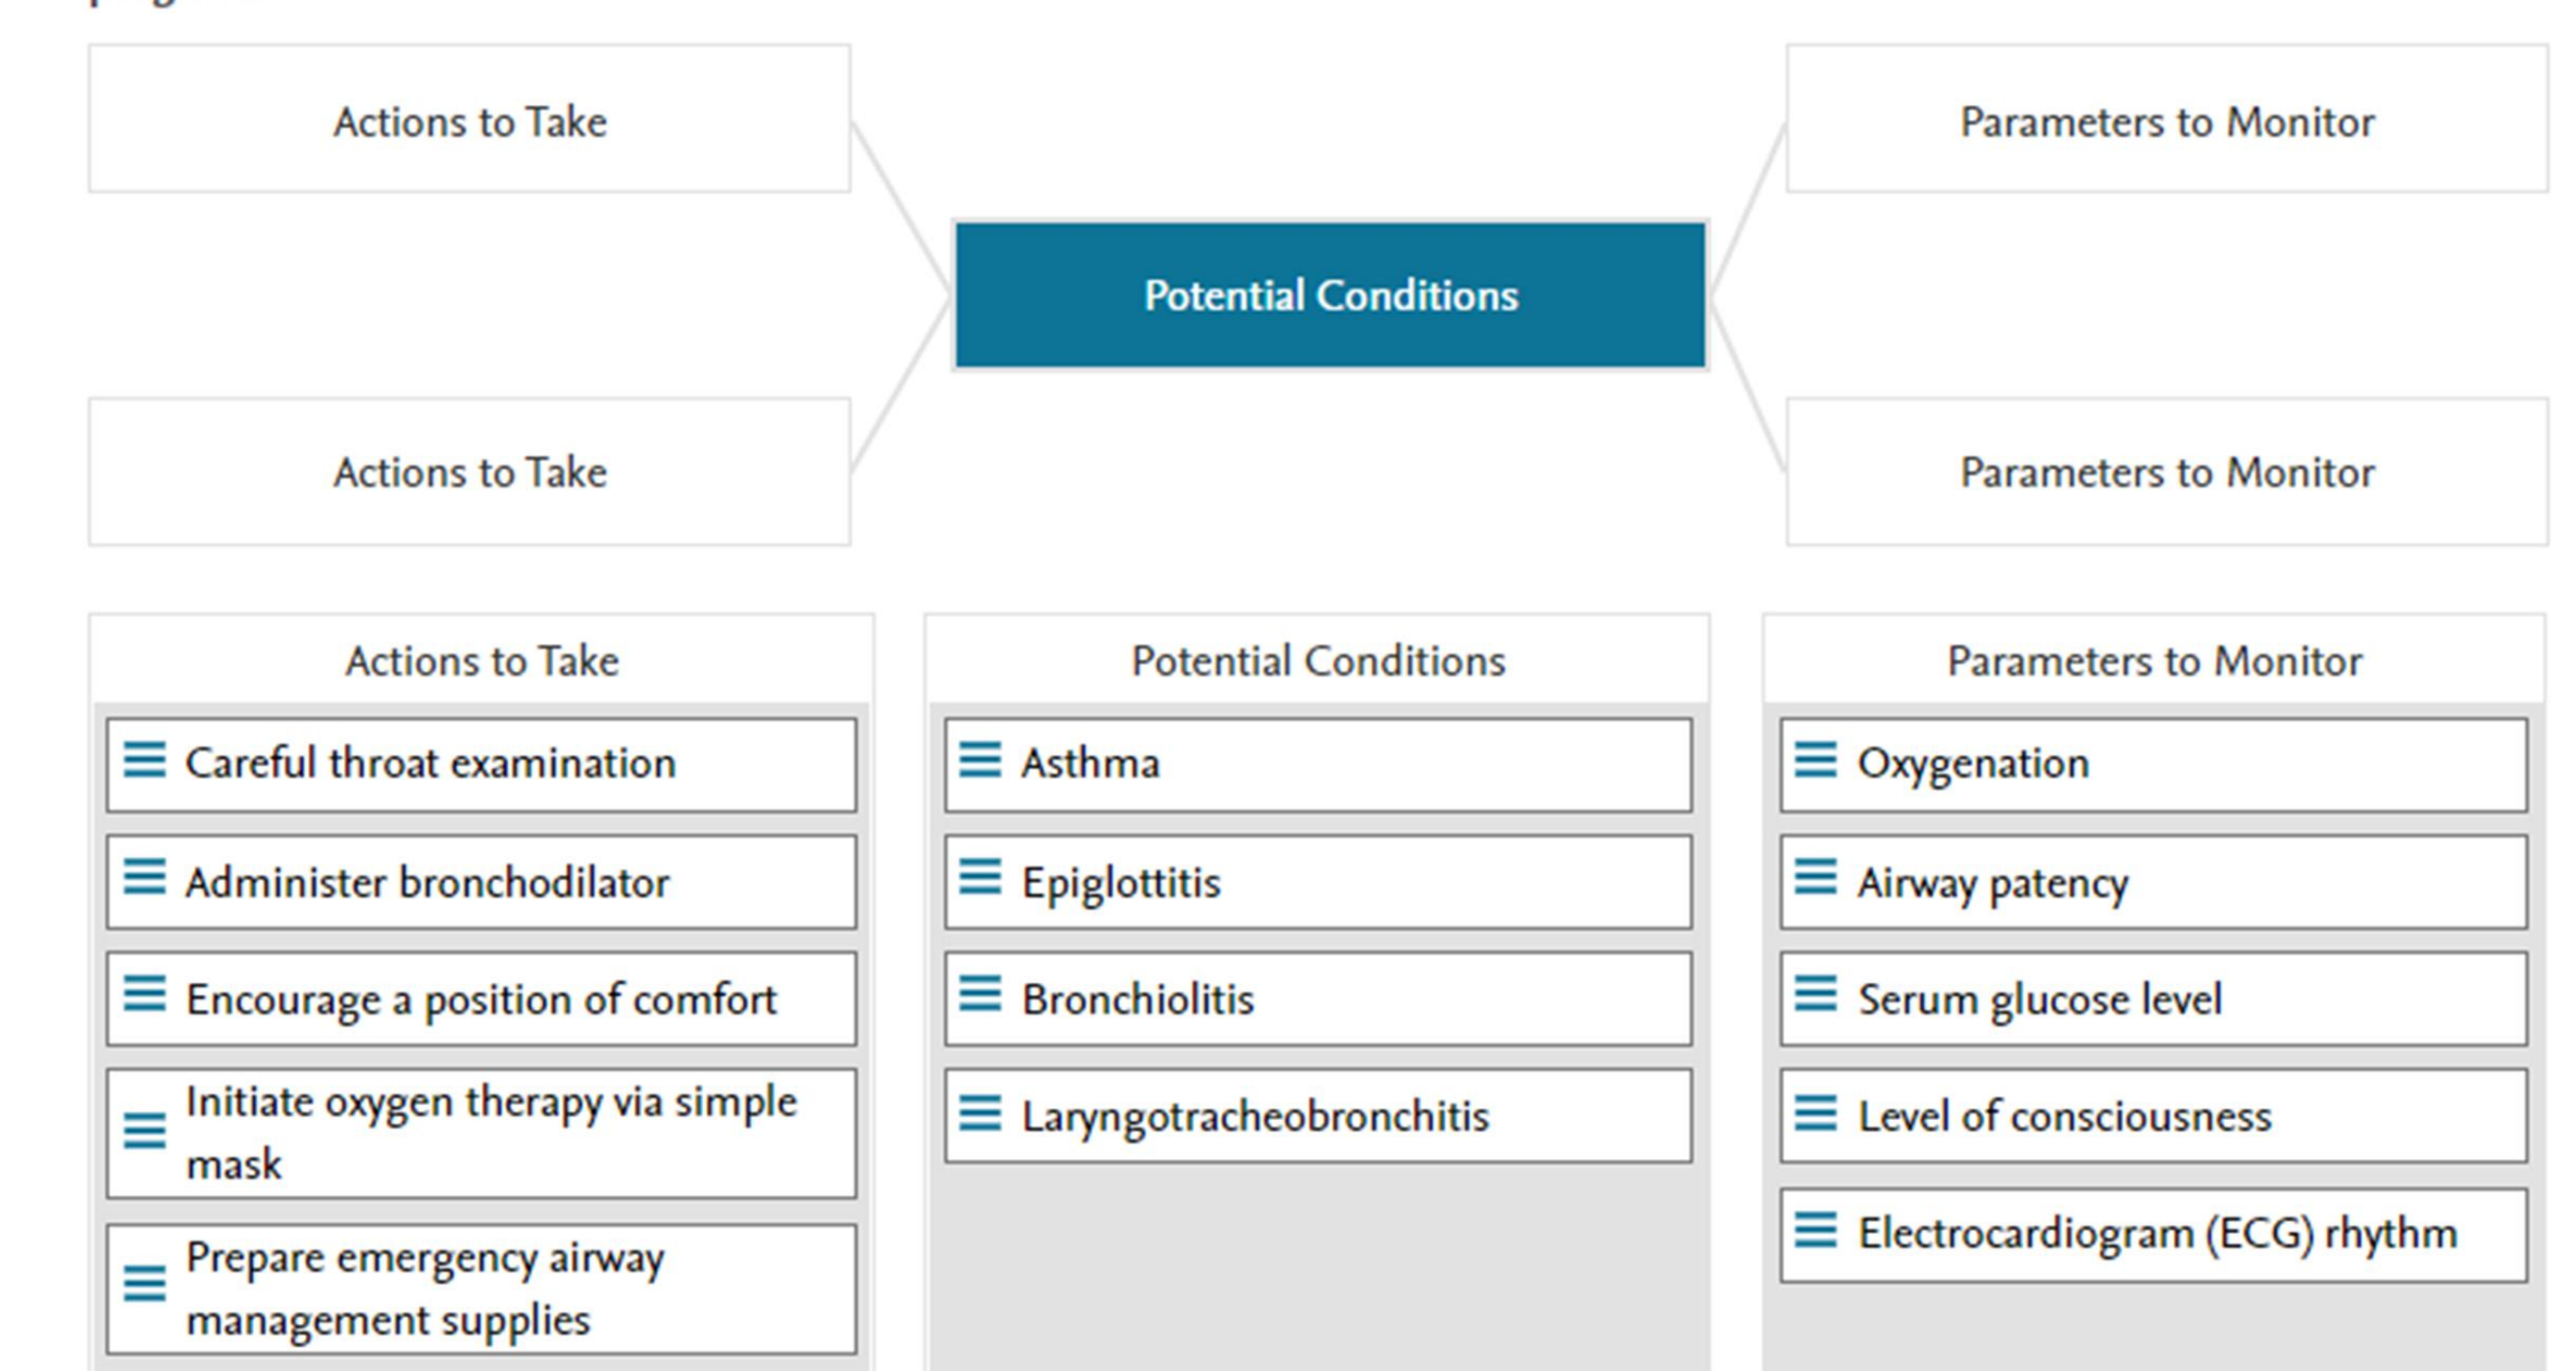 Actions to Take
Parameters to Monitor
Potential Conditions
Actions to Take
Parameters to Monitor
Actions to Take
Careful throat examination
Administer bronchodilator
Encourage a position of comfort
Initiate oxygen therapy via simple
mask
Prepare emergency airway
management supplies
Potential Conditions
Asthma
Epiglottitis
Bronchiolitis
Laryngotracheobronchitis
Parameters to Monitor
Oxygenation
Airway patency
Serum glucose level
Level of consciousness
Electrocardiogram (ECG) rhythm